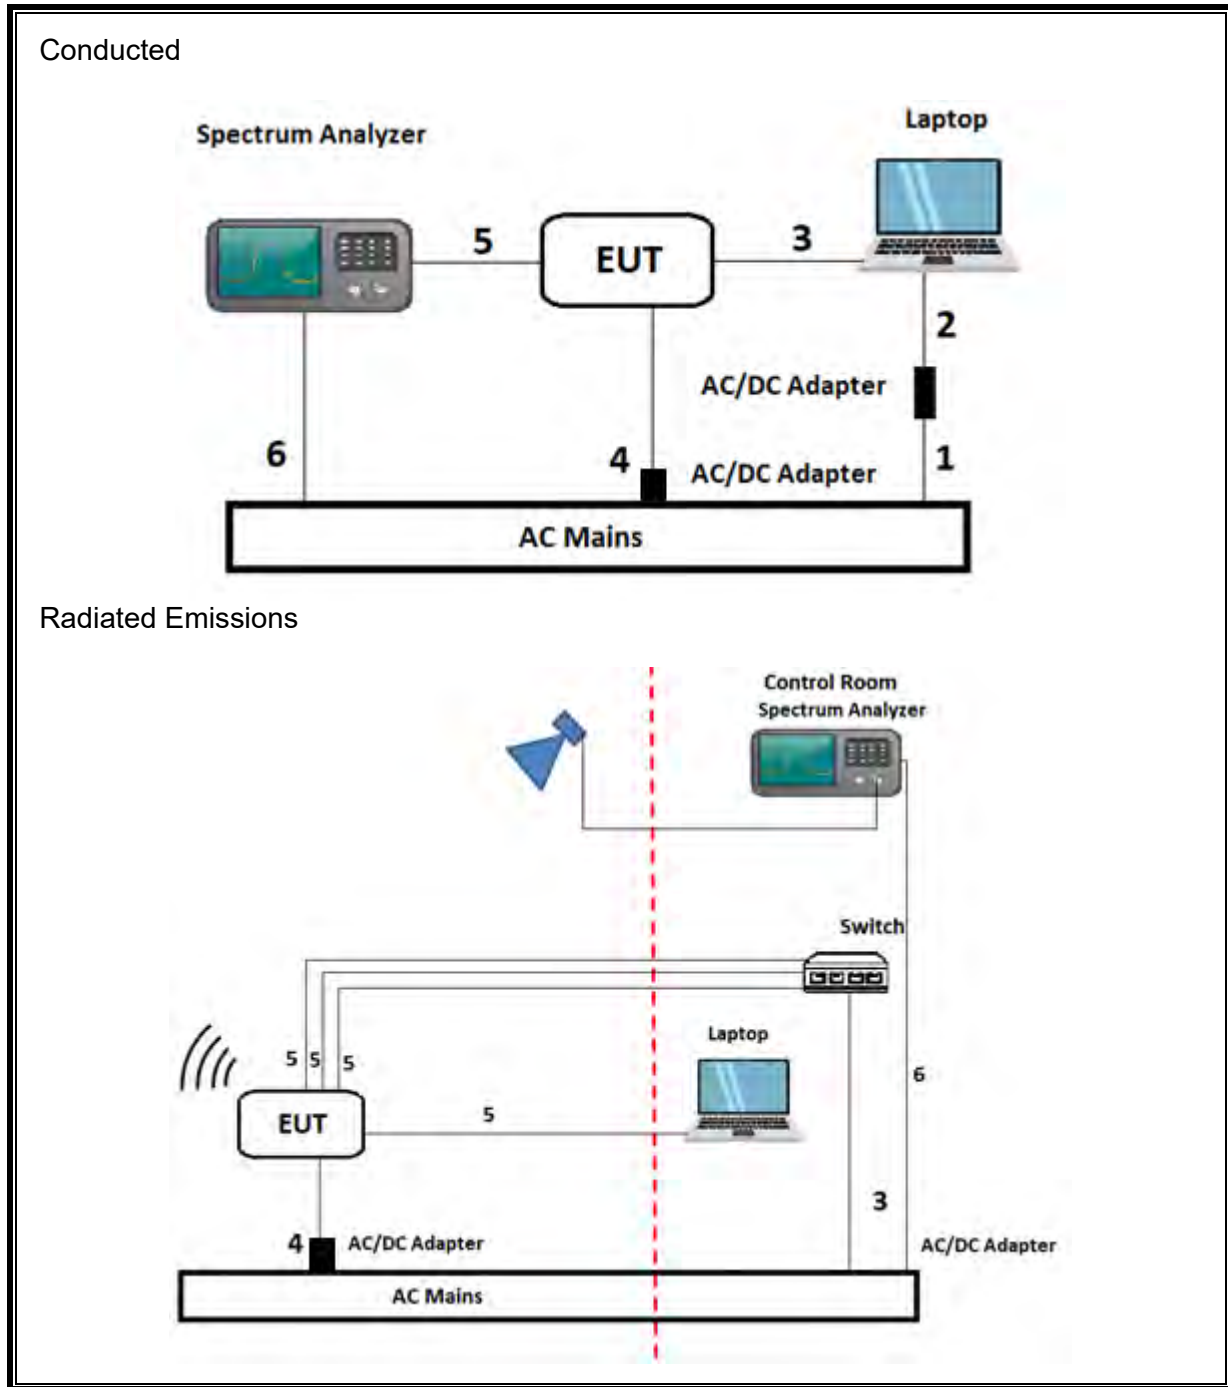 Conducted
Laptop
Spectrum Analyzer
5
EUT
3
2
AC/DC Adapter
6
4
AC/DC Adapter
1
AC Mains
Radiated Emissions
Control Room
Spectrum Analyzer
Switch
Laptop
5 5 5
6
EUT
5
3
4
AC/DC Adapter
AC/DC Adapter
AC Mains